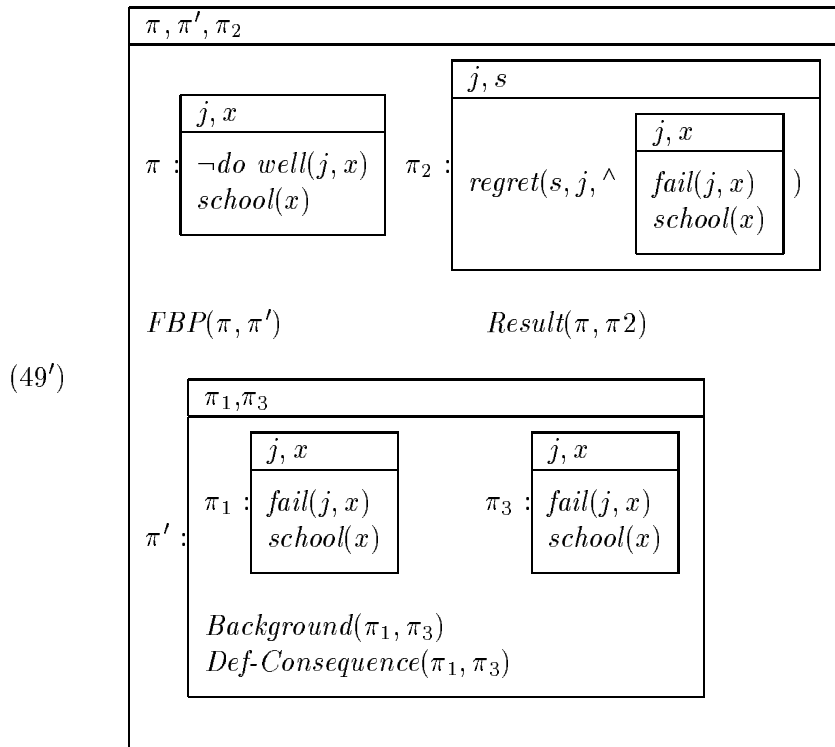 π, π′, π₂
j, s
j, x
j, x
π : ¬do well(j, x) π₂ : regret(s, j, ^ fail(j, x) )
school(x) school(x)
FBP(π, π′) Result(π, π2)
(49′)
π₁,π₃
j, x j, x
π₁ : fail(j, x) π₃ : fail(j, x)
π′ : school(x) school(x)
Background(π₁, π₃)
Def-Consequence(π₁, π₃)